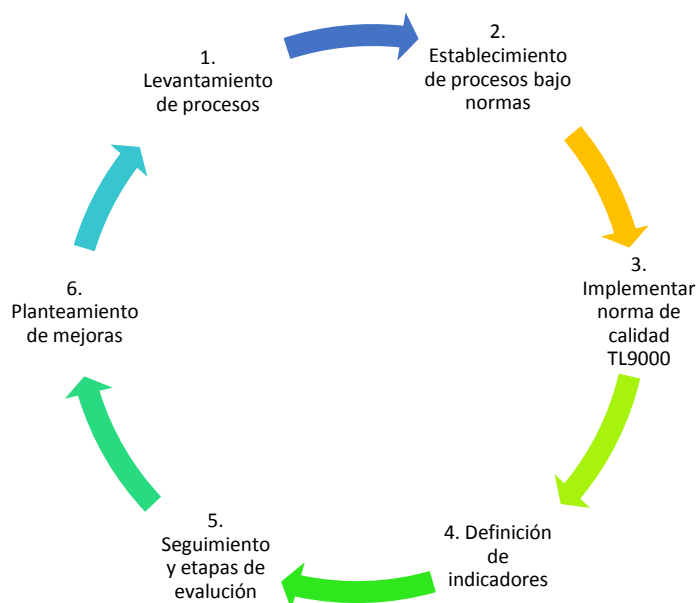 1.
Levantamiento
de procesos
2.
Establecimiento
de procesos bajo
normas
3.
Implementar
norma de
calidad
TL9000
4. Definición
de
indicadores
5.
Seguimiento
y etapas de
evalución
6.
Planteamiento
de mejoras